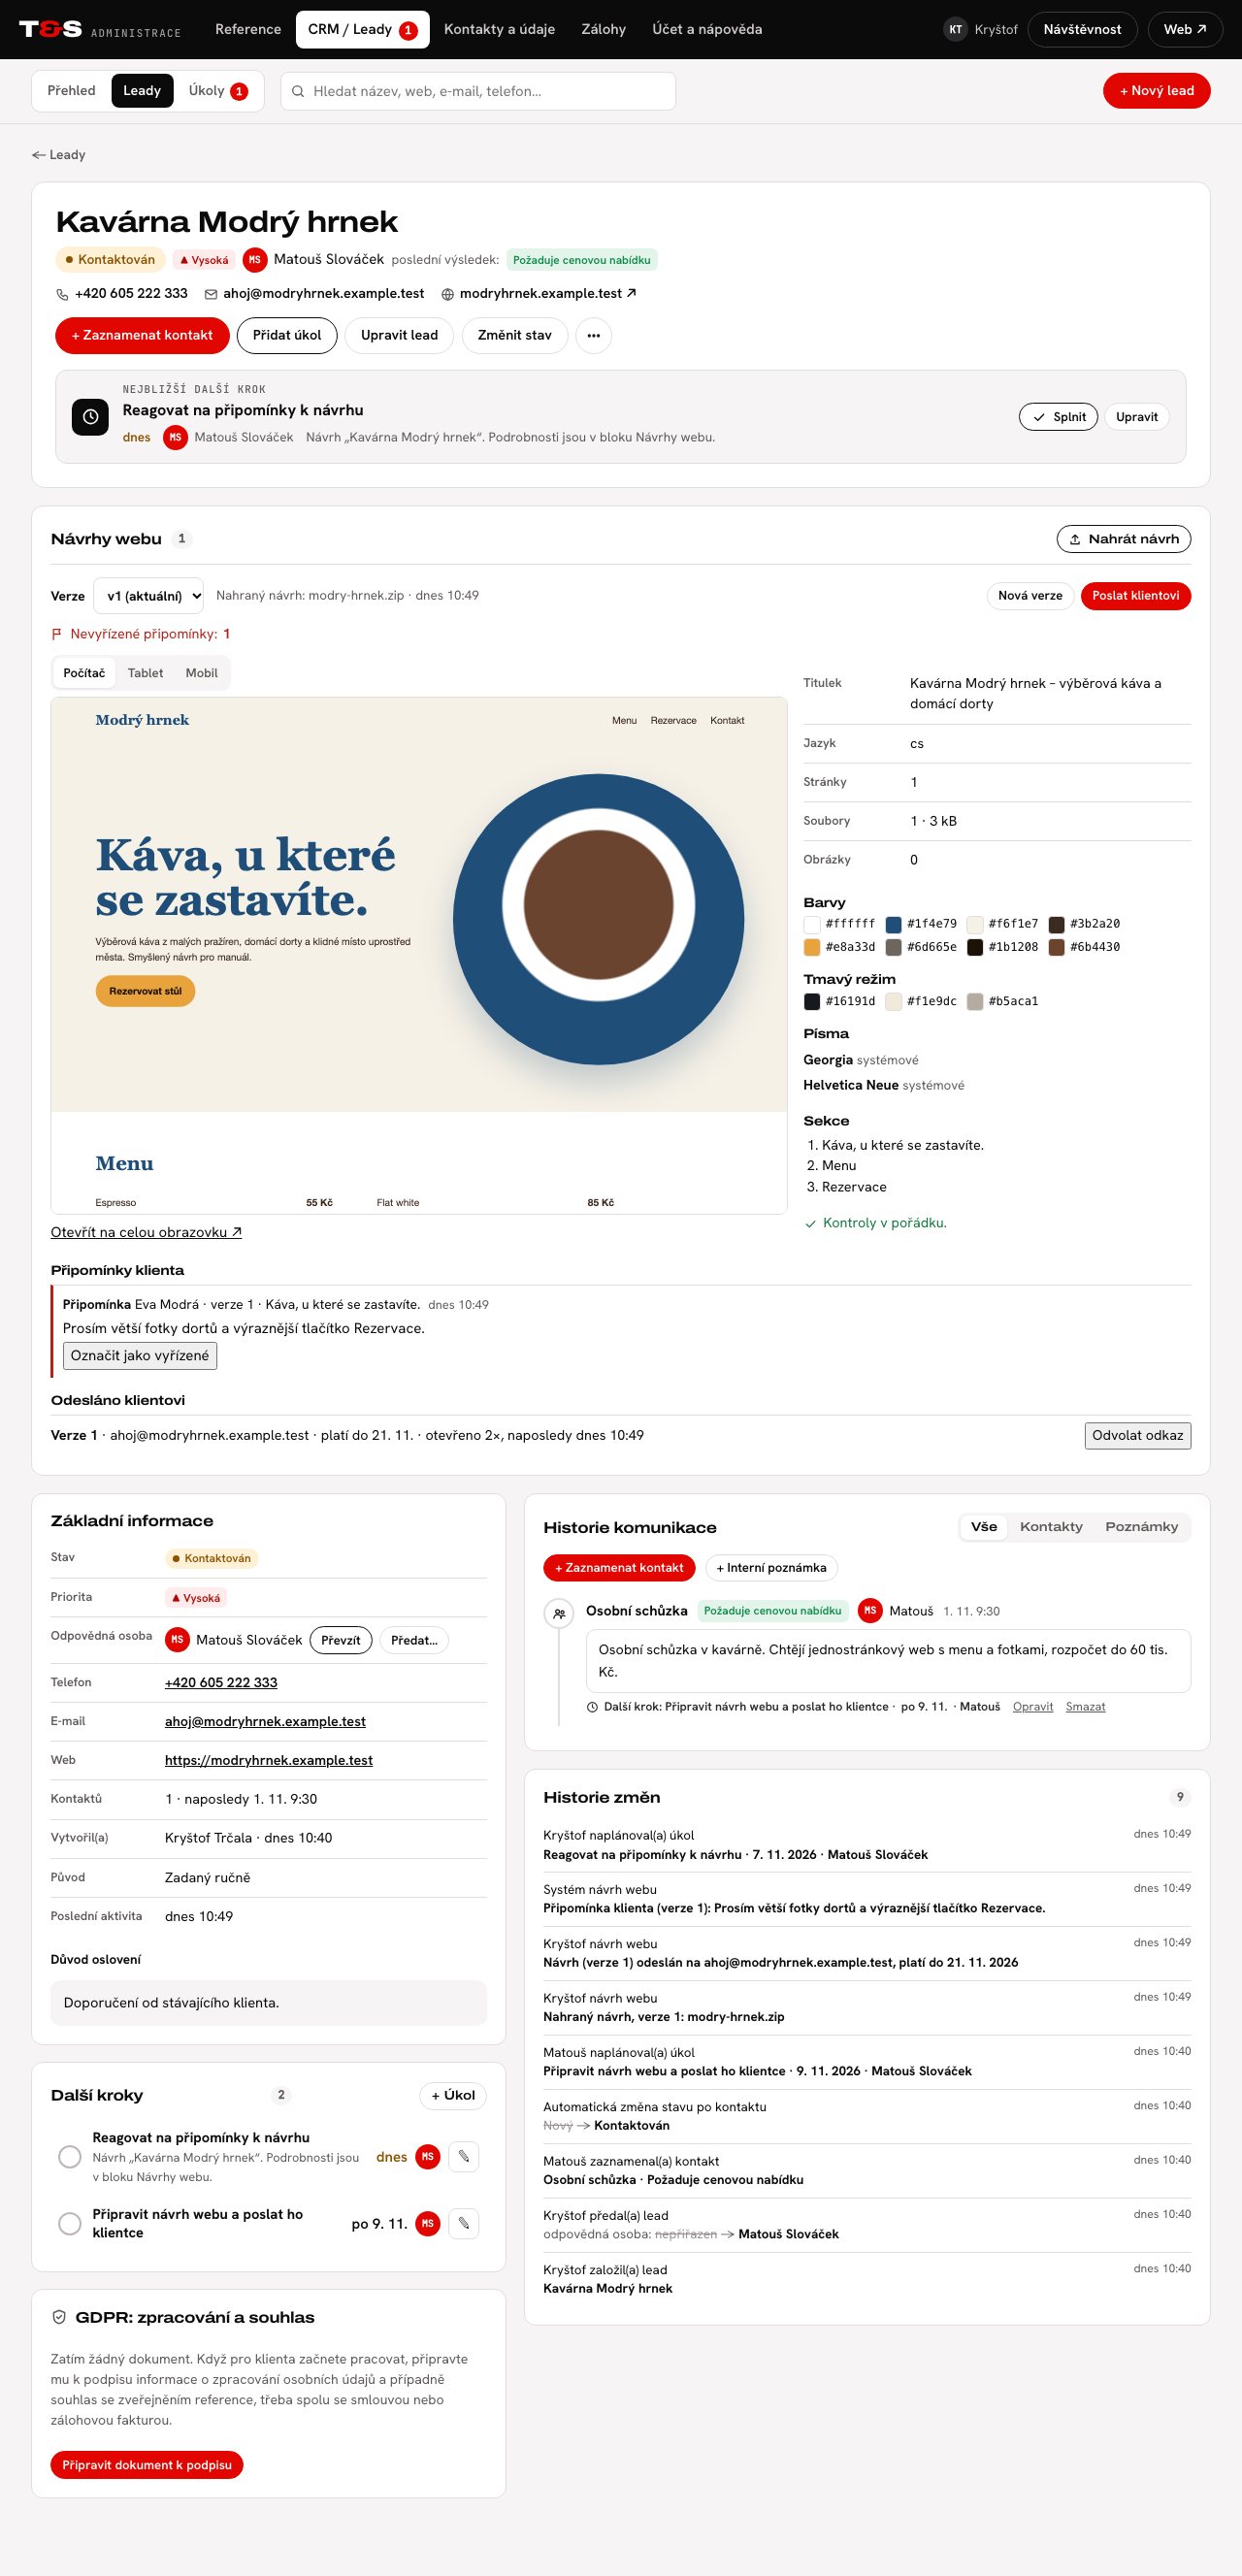 T&S ADMINISTRACE Reference CRM / Leady 1 Kontakty a údaje Zálohy Účet a nápověda KT Kryštof Návštěvnost Web ↗
Přehled Leady Úkoly 1 Hledat název, web, e-mail, telefon… + Nový lead
← Leady
Kavárna Modrý hrnek
Kontaktován ▲ Vysoká MS Matouš Slováček poslední výsledek: Požaduje cenovou nabídku
+420 605 222 333 ahoj@modryhrnek.example.test modryhrnek.example.test ↗
+ Zaznamenat kontakt Přidat úkol Upravit lead Změnit stav •••
NEJBLIŽŠÍ DALŠÍ KROK
Reagovat na připomínky k návrhu
dnes MS Matouš Slováček Návrh „Kavárna Modrý hrnek“. Podrobnosti jsou v bloku Návrhy webu.
Splnit Upravit
Návrhy webu 1 Nahrát návrh
Verze v1 (aktuální) Nahraný návrh: modry-hrnek.zip · dnes 10:49 Nová verze Poslat klientovi
Nevyřízené připomínky: 1
Počítač Tablet Mobil
Modrý hrnek Menu Rezervace Kontakt
Káva, u které
se zastavíte.
Výběrová káva z malých pražíren, domácí dorty a klidné místo uprostřed
města. Smyšlený návrh pro manuál.
Rezervovat stůl
Menu
Espresso 55 Kč Flat white 85 Kč
Otevřít na celou obrazovku ↗
Titulek Kavárna Modrý hrnek – výběrová káva a
domácí dorty
Jazyk cs
Stránky 1
Soubory 1 · 3 kB
Obrázky 0
Barvy
#ffffff #1f4e79 #f6f1e7 #3b2a20
#e8a33d #6d665e #1b1208 #6b4430
Tmavý režim
#16191d #f1e9dc #b5aca1
Písma
Georgia systémové
Helvetica Neue systémové
Sekce
1. Káva, u které se zastavíte.
2. Menu
3. Rezervace
Kontroly v pořádku.
Připomínky klienta
Připomínka Eva Modrá · verze 1 · Káva, u které se zastavíte. dnes 10:49
Prosím větší fotky dortů a výraznější tlačítko Rezervace.
Označit jako vyřízené
Odesláno klientovi
Verze 1 · ahoj@modryhrnek.example.test · platí do 21. 11. · otevřeno 2×, naposledy dnes 10:49 Odvolat odkaz
Základní informace
Stav Kontaktován
Priorita ▲ Vysoká
Odpovědná osoba MS Matouš Slováček Převzít Předat…
Telefon +420 605 222 333
E-mail ahoj@modryhrnek.example.test
Web https://modryhrnek.example.test
Kontaktů 1 · naposledy 1. 11. 9:30
Vytvořil(a) Kryštof Trčala · dnes 10:40
Původ Zadaný ručně
Poslední aktivita dnes 10:49
Důvod oslovení
Doporučení od stávajícího klienta.
Další kroky 2 + Úkol
Reagovat na připomínky k návrhu
Návrh „Kavárna Modrý hrnek“. Podrobnosti jsou
v bloku Návrhy webu.
dnes MS
Připravit návrh webu a poslat ho
klientce
po 9. 11. MS
GDPR: zpracování a souhlas
Zatím žádný dokument. Když pro klienta začnete pracovat, připravte
mu k podpisu informace o zpracování osobních údajů a případně
souhlas se zveřejněním reference, třeba spolu se smlouvou nebo
zálohovou fakturou.
Připravit dokument k podpisu
Historie komunikace Vše Kontakty Poznámky
+ Zaznamenat kontakt + Interní poznámka
Osobní schůzka Požaduje cenovou nabídku MS Matouš 1. 11. 9:30
Osobní schůzka v kavárně. Chtějí jednostránkový web s menu a fotkami, rozpočet do 60 tis.
Kč.
Další krok: Připravit návrh webu a poslat ho klientce · po 9. 11. · Matouš Opravit Smazat
Historie změn 9
Kryštof naplánoval(a) úkol dnes 10:49
Reagovat na připomínky k návrhu · 7. 11. 2026 · Matouš Slováček
Systém návrh webu dnes 10:49
Připomínka klienta (verze 1): Prosím větší fotky dortů a výraznější tlačítko Rezervace.
Kryštof návrh webu dnes 10:49
Návrh (verze 1) odeslán na ahoj@modryhrnek.example.test, platí do 21. 11. 2026
Kryštof návrh webu dnes 10:49
Nahraný návrh, verze 1: modry-hrnek.zip
Matouš naplánoval(a) úkol dnes 10:40
Připravit návrh webu a poslat ho klientce · 9. 11. 2026 · Matouš Slováček
Automatická změna stavu po kontaktu dnes 10:40
Nový → Kontaktován
Matouš zaznamenal(a) kontakt dnes 10:40
Osobní schůzka · Požaduje cenovou nabídku
Kryštof předal(a) lead dnes 10:40
odpovědná osoba: nepřiřazen → Matouš Slováček
Kryštof založil(a) lead dnes 10:40
Kavárna Modrý hrnek